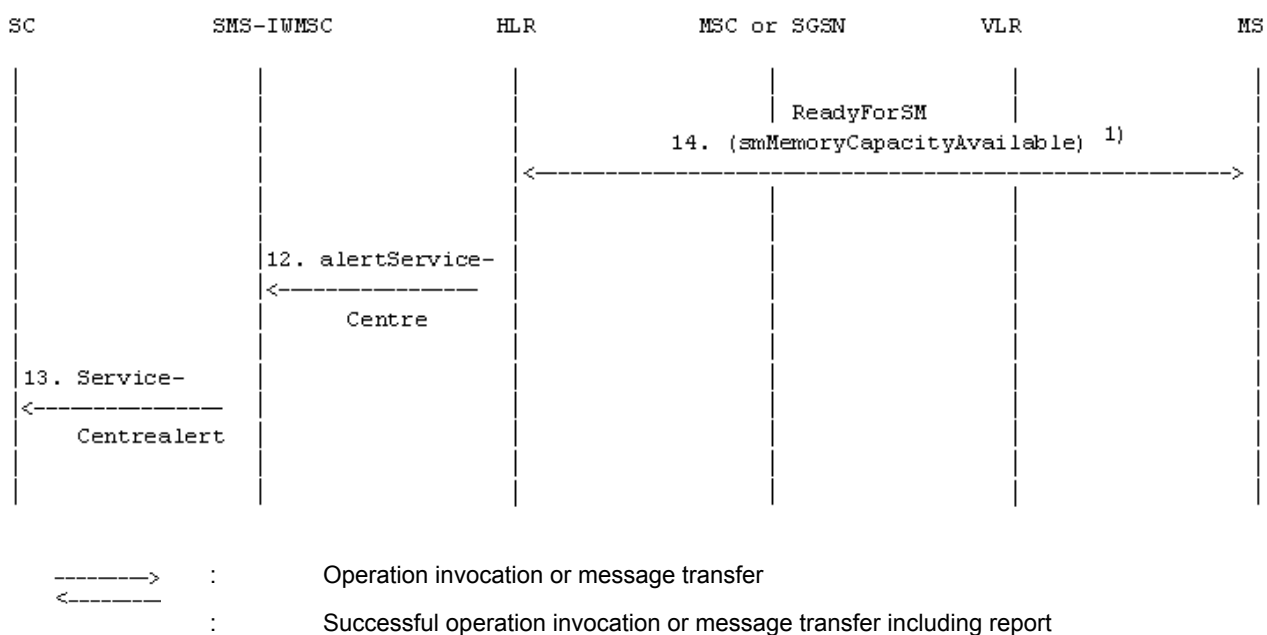 SC SMS-IWMSC HLR MSC or SGSN VLR MS
ReadyForSM
14. (smMemoryCapacityAvailable) 1)
12. alertService-
Centre
13. Service-
Centrealert
: Operation invocation or message transfer
: Successful operation invocation or message transfer including report